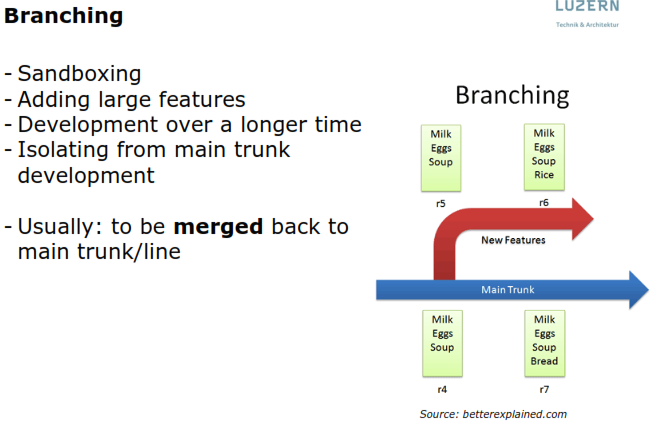 Branching
LUZERN
Technik & Architektur
- Sandboxing
- Adding large features
- Development over a longer time
- Isolating from main trunk
development
- Usually: to be merged back to
main trunk/line
Branching
Milk
Eggs
Soup
r5
Milk
Eggs
Soup
Rice
r6
New Features
Main Trunk
Milk
Eggs
Soup
r4
Milk
Eggs
Soup
Bread
r7
Source: betterexplained.com